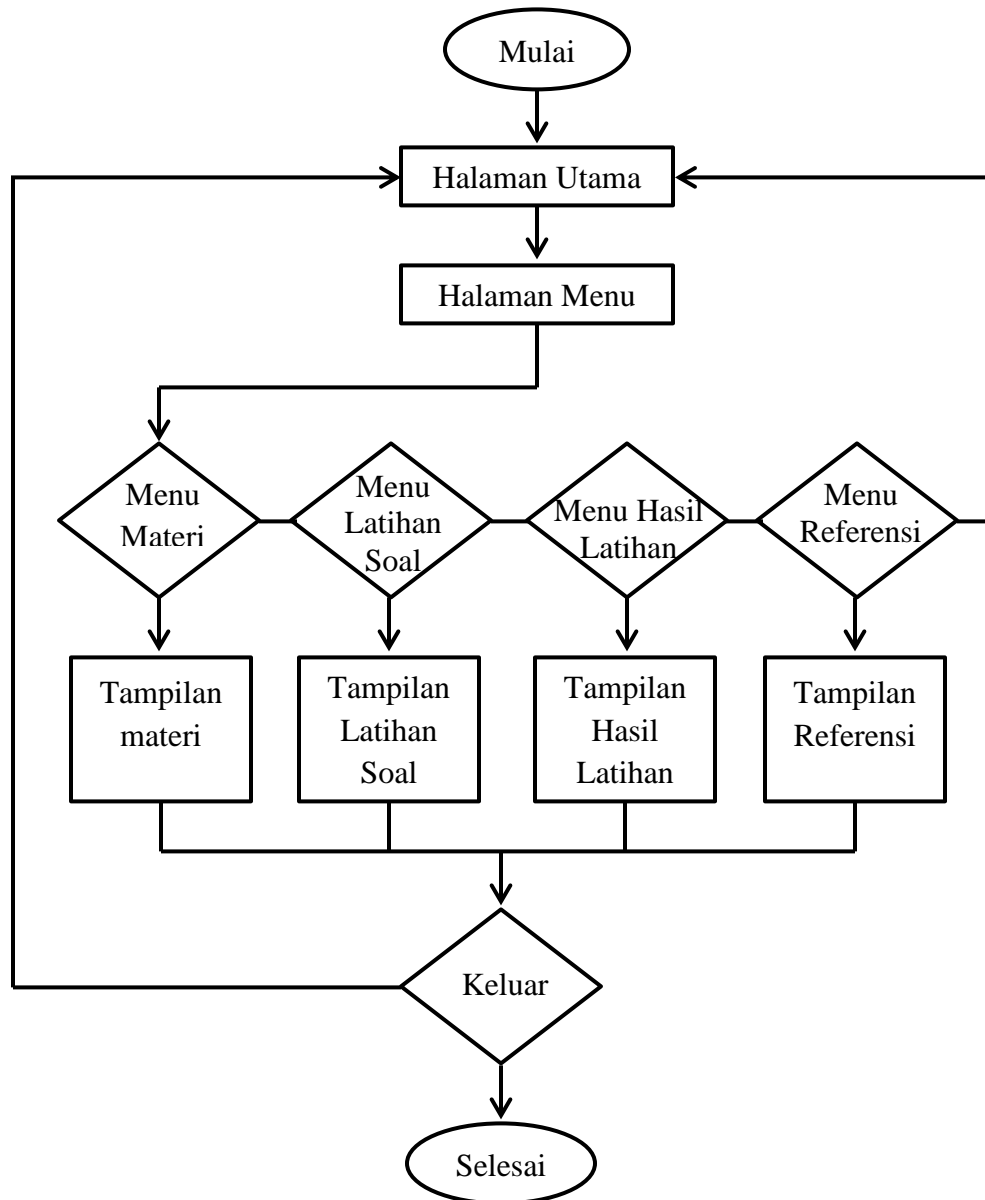 Mulai
Halaman Utama
Halaman Menu
Menu
Materi
Menu
Latihan
Soal
Menu Hasil
Latihan
Menu
Referensi
Tampilan
materi
Tampilan
Latihan
Soal
Tampilan
Hasil
Latihan
Tampilan
Referensi
Keluar
Selesai